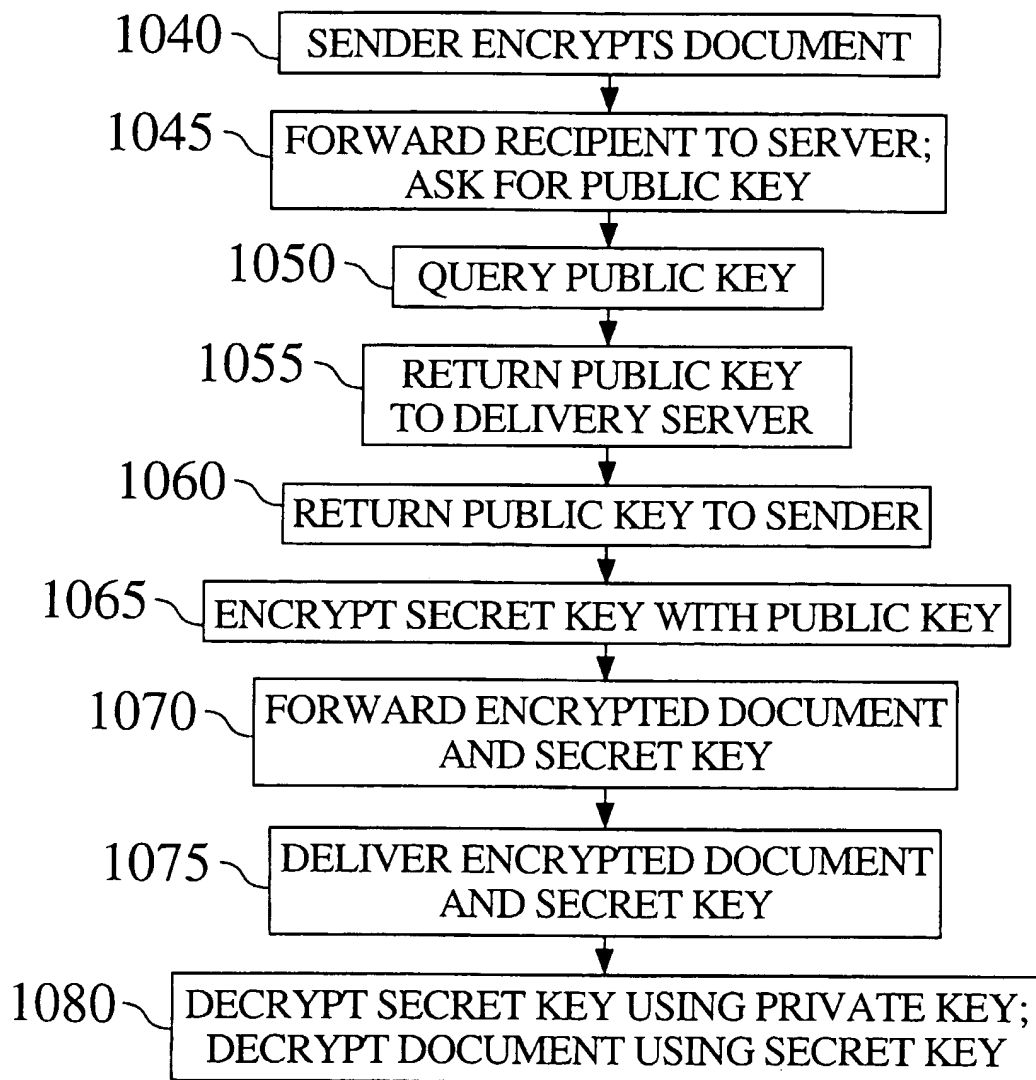 1040
SENDER ENCRYPTS DOCUMENT
1045
FORWARD RECIPIENT TO SERVER;
ASK FOR PUBLIC KEY
1050
QUERY PUBLIC KEY
1055
RETURN PUBLIC KEY
TO DELIVERY SERVER
1060
RETURN PUBLIC KEY TO SENDER
1065
ENCRYPT SECRET KEY WITH PUBLIC KEY
1070
FORWARD ENCRYPTED DOCUMENT
AND SECRET KEY
1075
DELIVER ENCRYPTED DOCUMENT
AND SECRET KEY
1080
DECRYPT SECRET KEY USING PRIVATE KEY;
DECRYPT DOCUMENT USING SECRET KEY